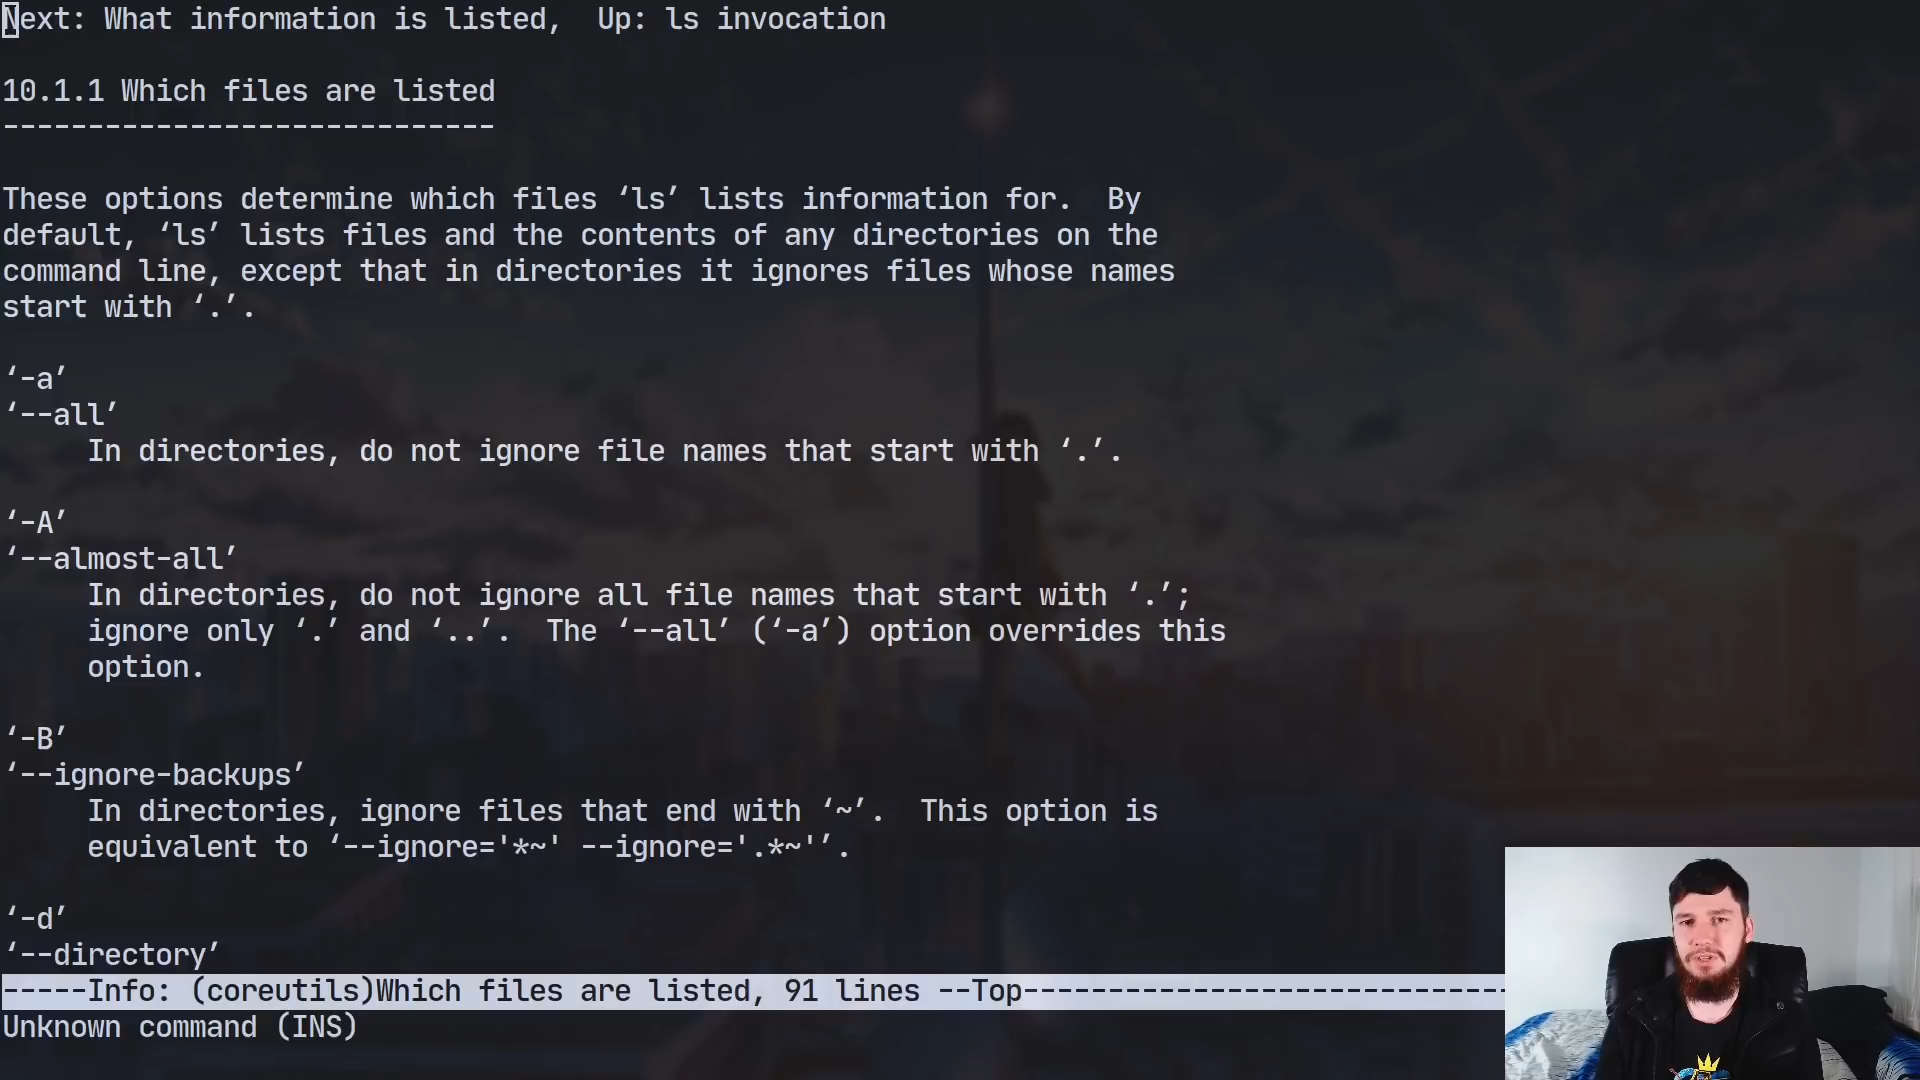 Next: What information is listed,  Up: ls invocation
10.1.1 Which files are listed
-----------------------------
These options determine which files ‘ls’ lists information for.  By
default, ‘ls’ lists files and the contents of any directories on the
command line, except that in directories it ignores files whose names
start with ‘.’.
‘-a’
‘--all’
In directories, do not ignore file names that start with ‘.’.
‘-A’
‘--almost-all’
In directories, do not ignore all file names that start with ‘.’;
ignore only ‘.’ and ‘..’.  The ‘--all’ (‘-a’) option overrides this
option.
‘-B’
‘--ignore-backups’
In directories, ignore files that end with ‘~’.  This option is
equivalent to ‘--ignore='*~' --ignore='.*~'’.
‘-d’
‘--directory’
-----Info: (coreutils)Which files are listed, 91 lines --Top----------------------------
Unknown command (INS)